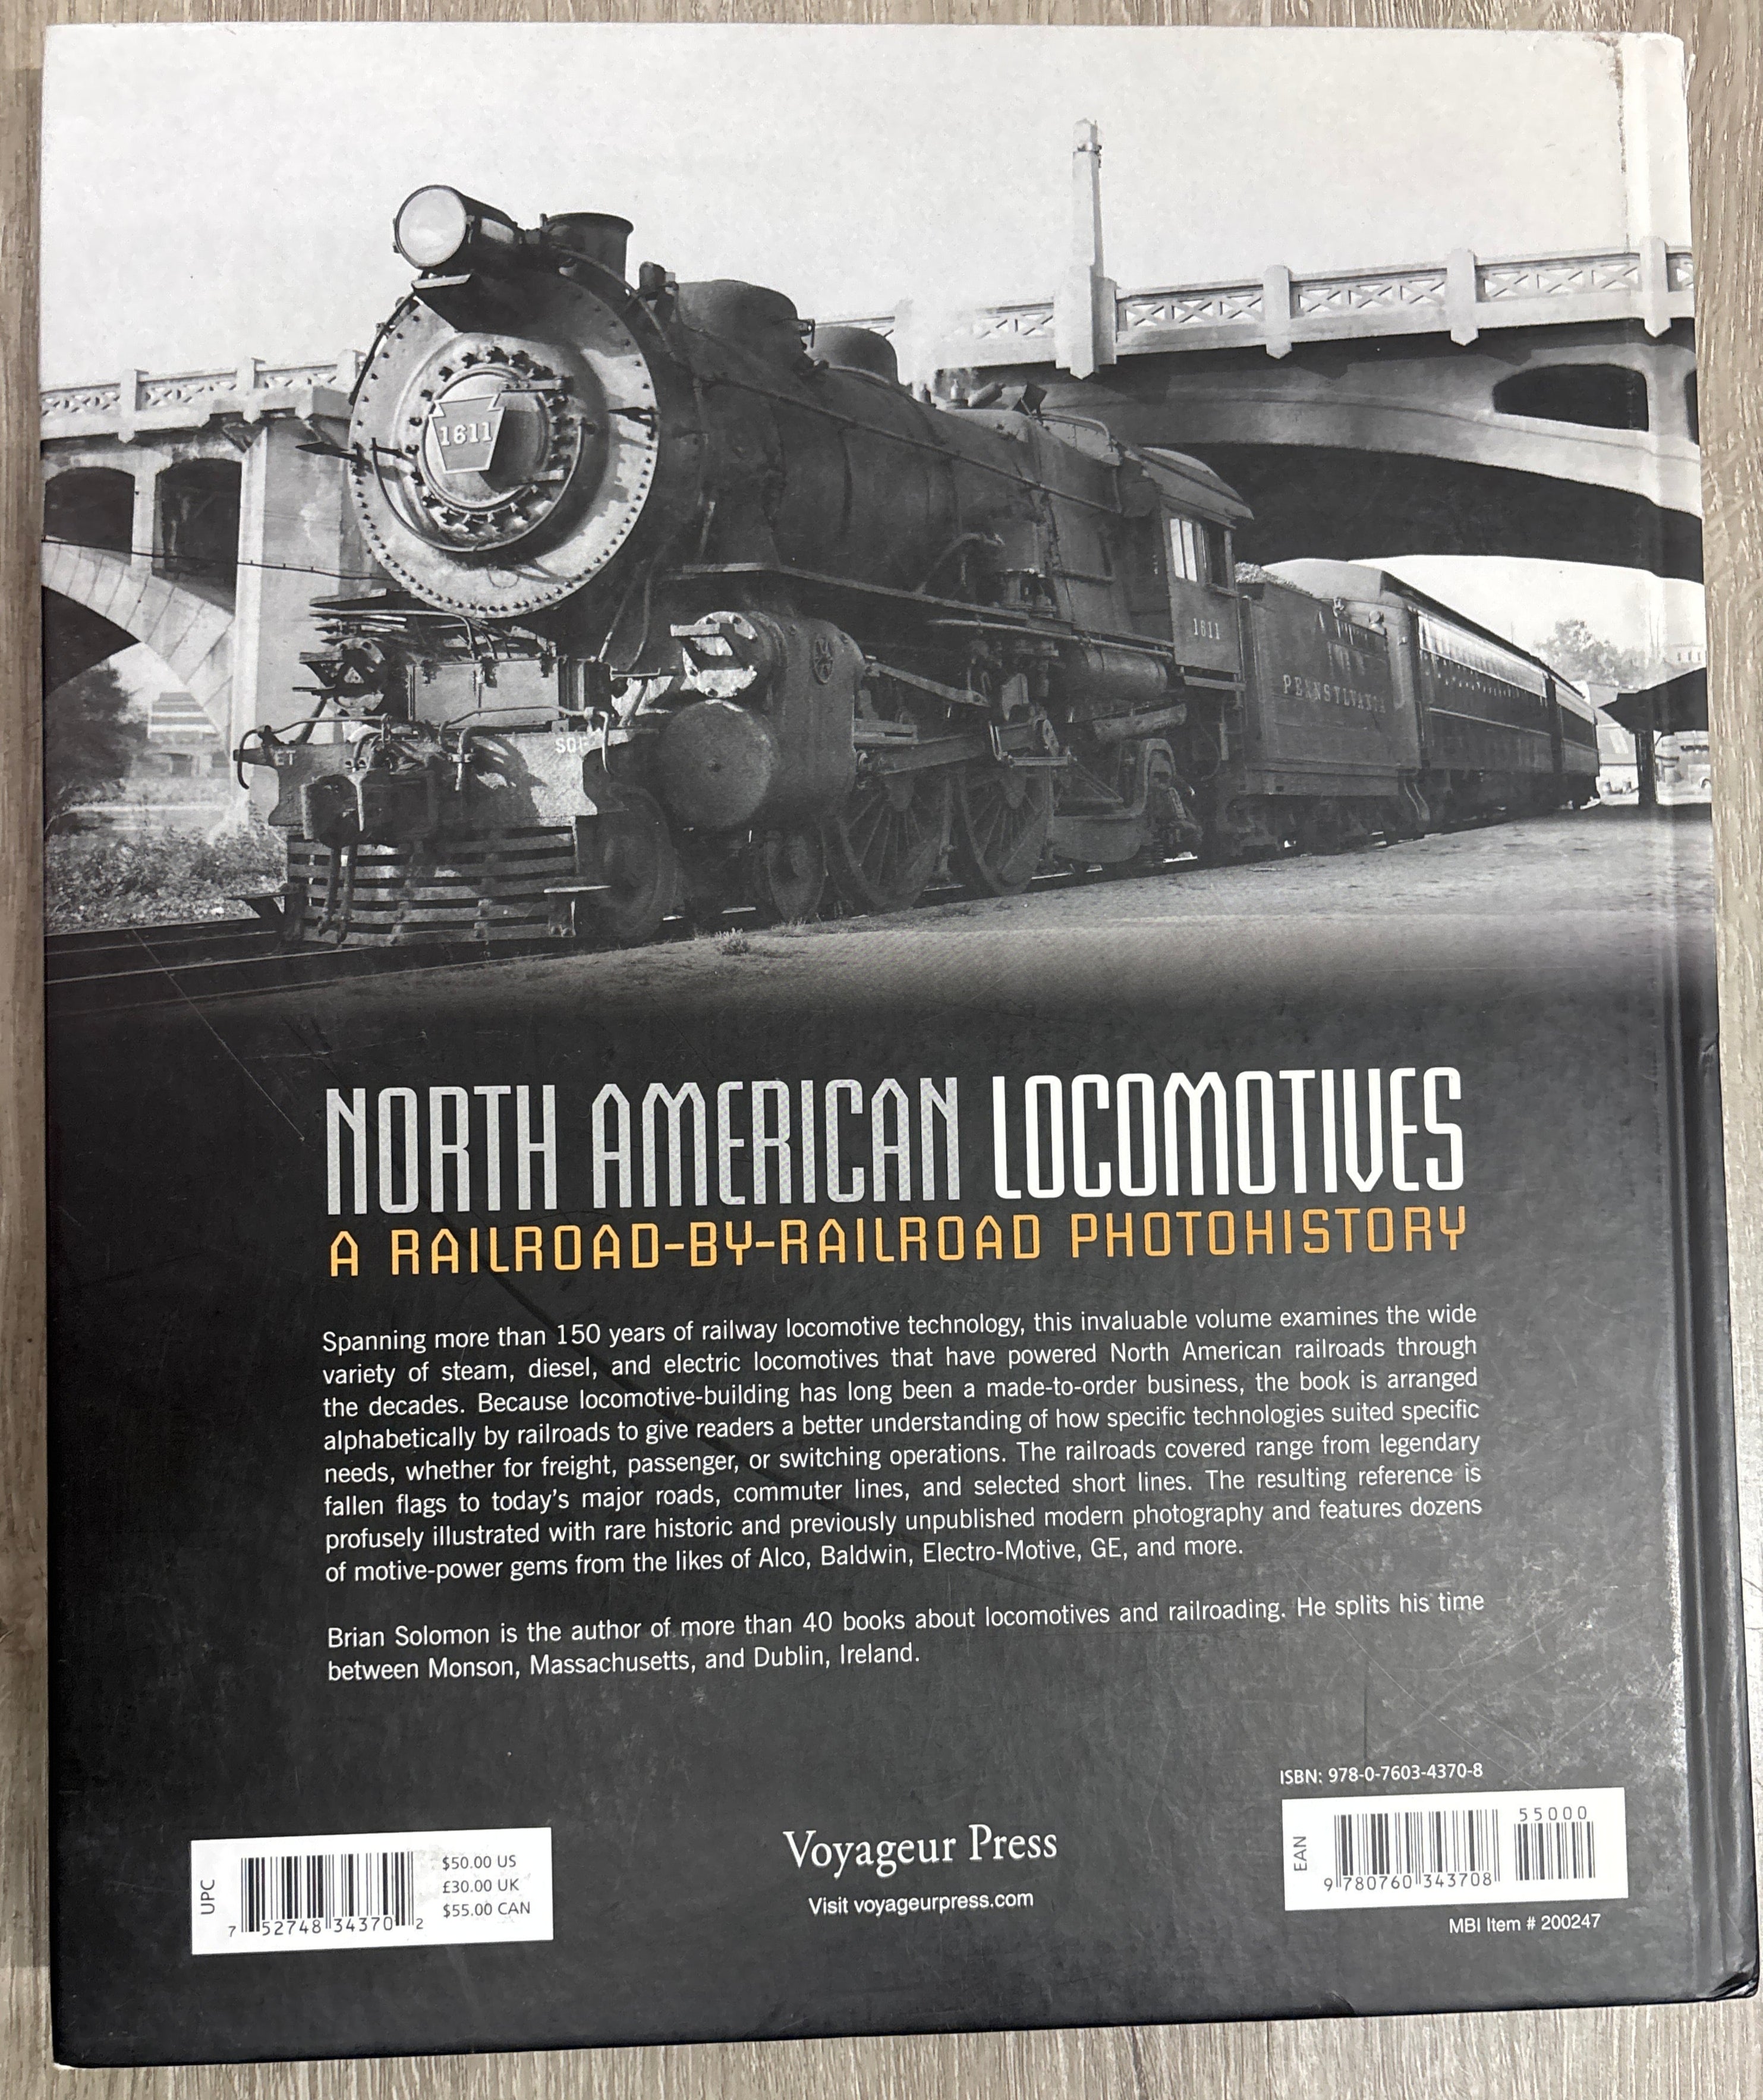 1611
1611
PENNSYLVANIA
NORTH AMERICAN LOCOMOTIVES
A RAILROAD-BY-RAILROAD PHOTOHISTORY
Spanning more than 150 years of railway locomotive technology, this invaluable volume examines the wide
variety of steam, diesel, and electric locomotives that have powered North American railroads through
the decades. Because locomotive-building has long been a made-to-order business, the book is arranged
alphabetically by railroads to give readers a better understanding of how specific technologies suited specific
needs, whether for freight, passenger, or switching operations. The railroads covered range from legendary
fallen flags to today's major roads, commuter lines, and selected short lines. The resulting reference is
profusely illustrated with rare historic and previously unpublished modern photography and features dozens
of motive-power gems from the likes of Alco, Baldwin, Electro-Motive, GE, and more.
Brian Solomon is the author of more than 40 books about locomotives and railroading. He splits his time
between Monson, Massachusetts, and Dublin, Ireland.
UPC
7 52748 34370 2
$50.00 US
£30.00 UK
$55.00 CAN
Voyageur Press
Visit voyageurpress.com
ISBN: 978-0-7603-4370-8
EAN
55000
9 780760 343708
MBI Item # 200247